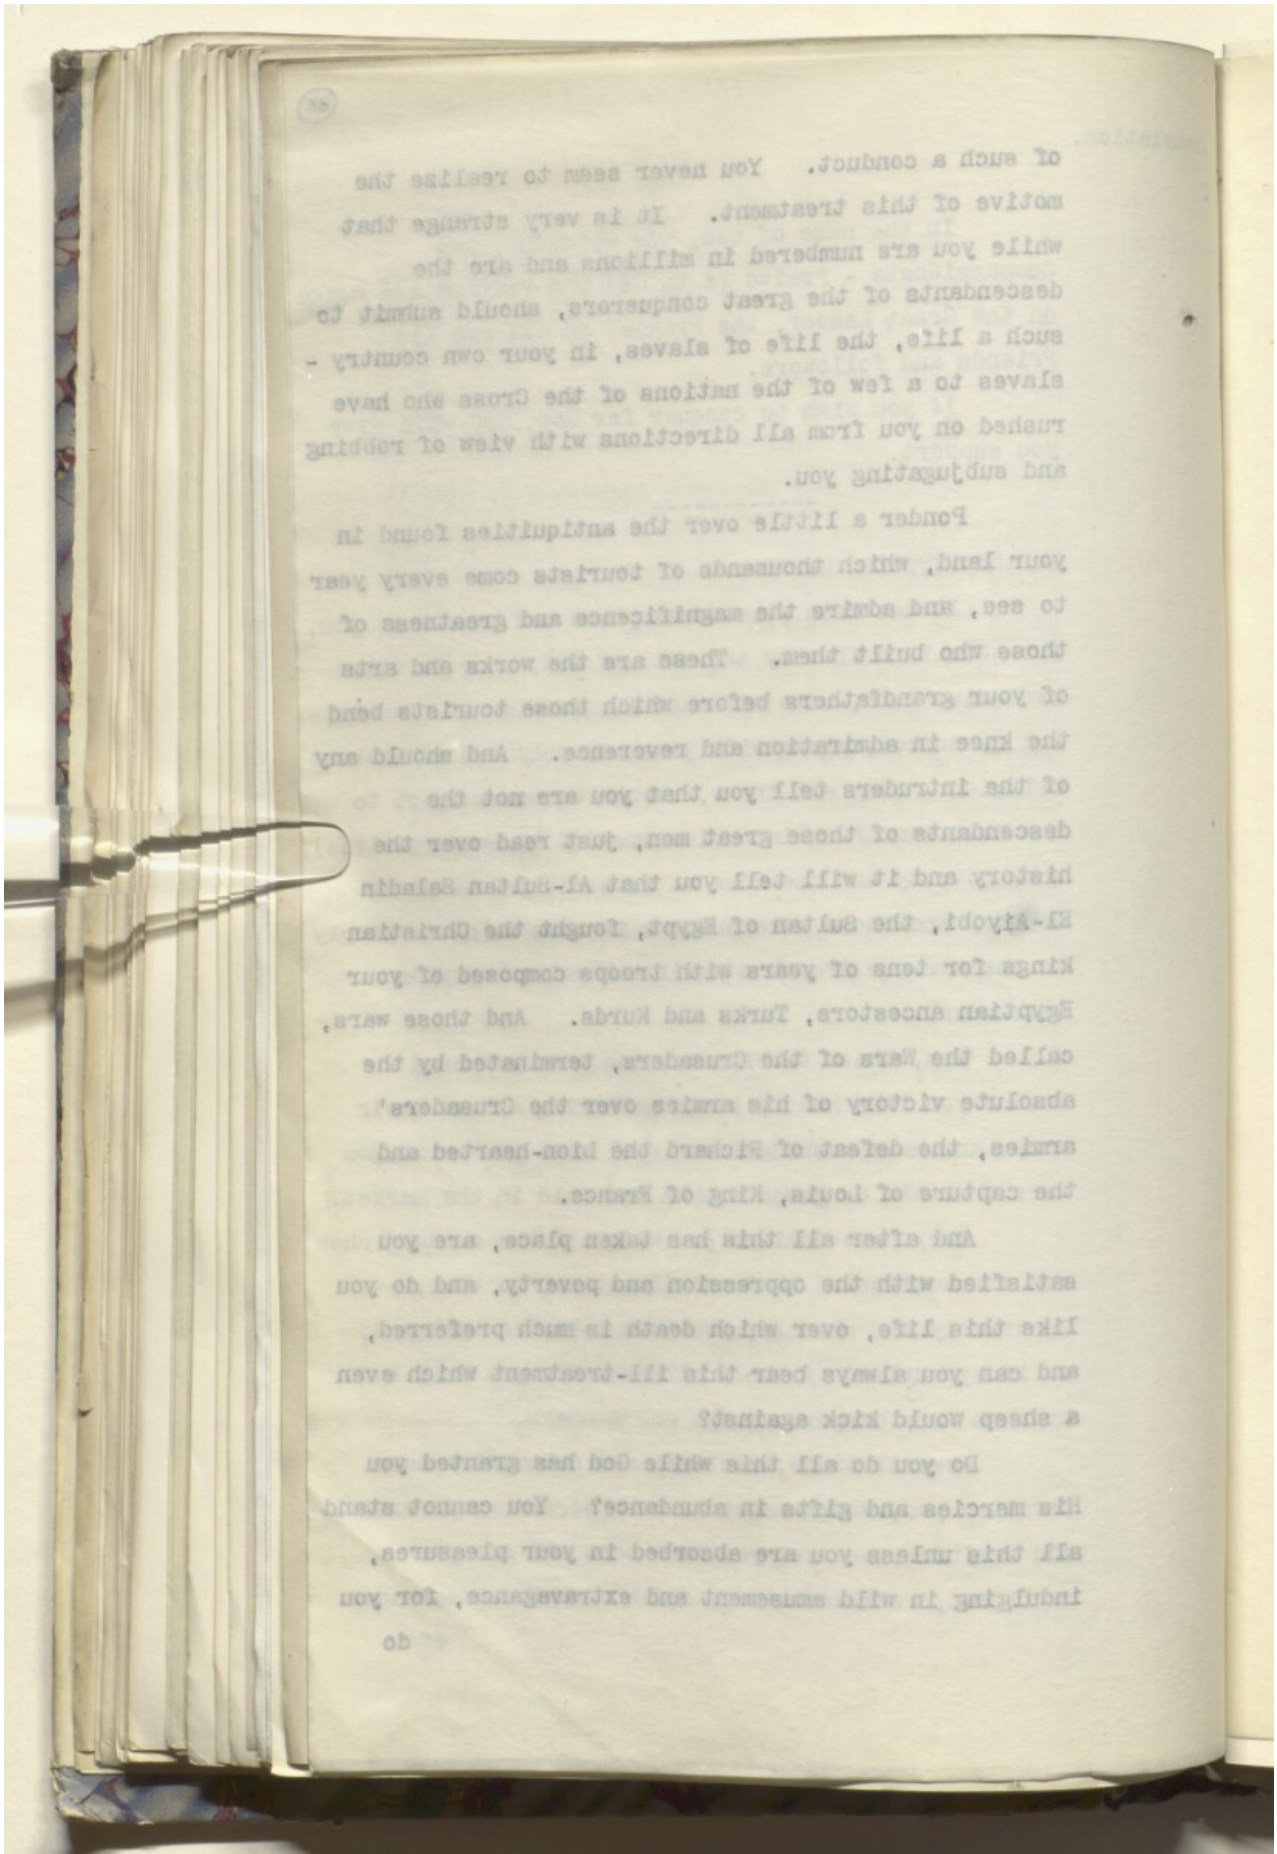 of such a conduct. You never seem to realize the
motive of this treatment. It is very strange that
while you are numbered in millions and are the
descendants of the great conquerors, should submit to
such a life, the life of slaves, in your own country -
slaves to a few of the nations of the Cross who have
rushed on you from all directions with view of robbing
and subjugating you.
Ponder a little over the antiquities found in
your land, which thousands of tourists come every year
to see, and admire the magnificence and greatness of
those who built them. These are the works and arts
of your grandfathers before which those tourists bend
the knee in admiration and reverence. And should any
of the intruders tell you that you are not the
descendants of those great men, just read over the
history and it will tell you that Al-Sultan Saladin
El-Aiyobi, the Sultan of Egypt, fought the Christian
kings for tens of years with troops composed of your
Egyptian ancestors, Turks and Kurds. And those wars,
called the Wars of the Crusaders, terminated by the
absolute victory of his armies over the Crusaders'
armies, the defeat of Richard the Lion-hearted and
the capture of Louis, King of France.
And after all this has taken place, are you
satisfied with the oppression and poverty, and do you
like this life, over which death is much preferred,
and can you always bear this ill-treatment which even
a sheep would kick against?
Do you do all this while God has granted you
His mercies and gifts in abundance? You cannot stand
all this unless you are absorbed in your pleasures,
indulging in wild amusement and extravagance, for you
do